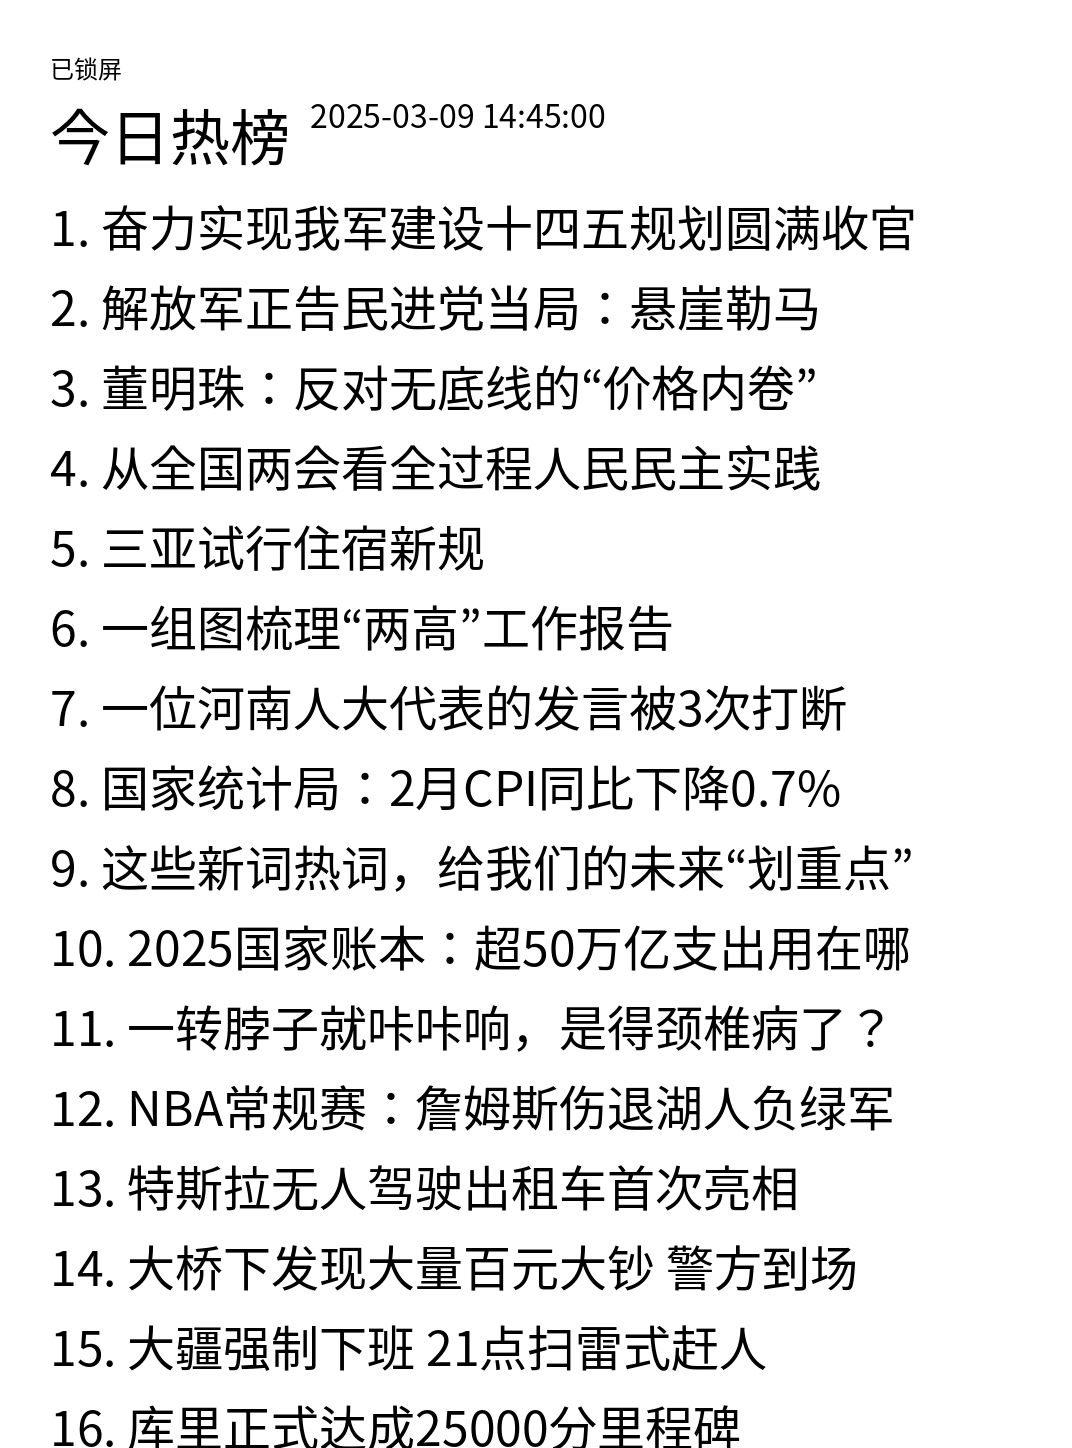 已锁屏
今日热榜 2025-03-09 14:45:00
1. 奋力实现我军建设十四五规划圆满收官
2. 解放军正告民进党当局：悬崖勒马
3. 董明珠：反对无底线的“价格内卷”
4. 从全国两会看全过程人民民主实践
5. 三亚试行住宿新规
6. 一组图梳理“两高”工作报告
7. 一位河南人大代表的发言被3次打断
8. 国家统计局：2月CPI同比下降0.7%
9. 这些新词热词，给我们的未来“划重点”
10. 2025国家账本：超50万亿支出用在哪
11. 一转脖子就咔咔响，是得颈椎病了？
12. NBA常规赛：詹姆斯伤退湖人负绿军
13. 特斯拉无人驾驶出租车首次亮相
14. 大桥下发现大量百元大钞 警方到场
15. 大疆强制下班 21点扫雷式赶人
16. 库里正式达成25000分里程碑